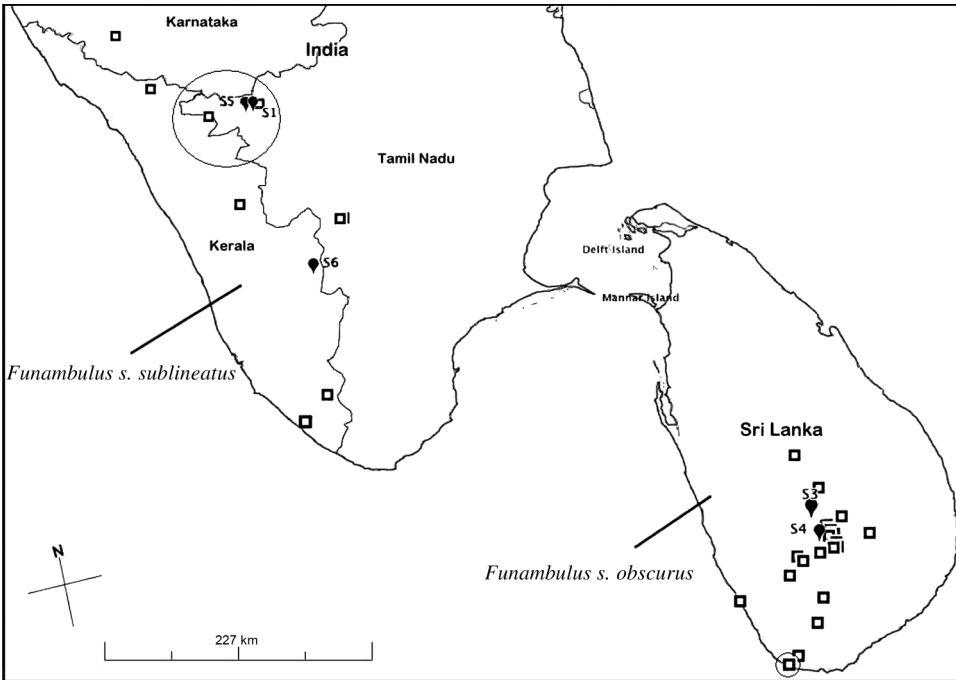 Karnataka
India
S5
S1
Tamil Nadu
Kerala
S6
Delft Island
Mannar Island
Funambulus s. sublineatus
Sri Lanka
S3
S4
Funambulus s. obscurus
N
227 km